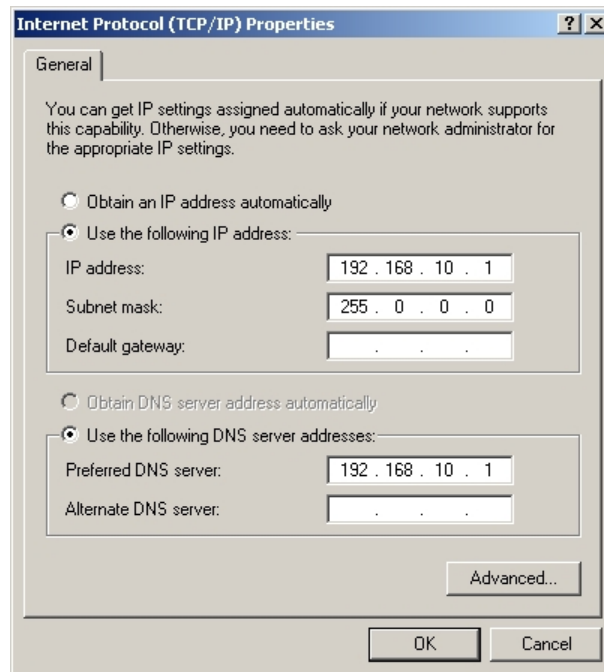 Internet Protocol (TCP/IP) Properties
General
You can get IP settings assigned automatically if your network supports
this capability. Otherwise, you need to ask your network administrator for
the appropriate IP settings.
Obtain an IP address automatically
Use the following IP address:
IP address: 192 . 168 . 10 . 1
Subnet mask: 255 . 0 . 0 . 0
Default gateway: . . .
Obtain DNS server address automatically
Use the following DNS server addresses:
Preferred DNS server: 192 . 168 . 10 . 1
Alternate DNS server: . . .
Advanced...
OK Cancel